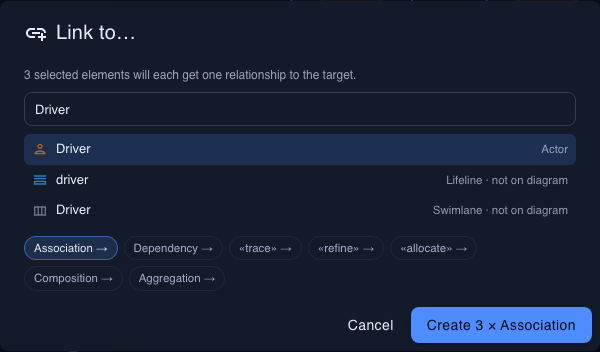 Link to…
3 selected elements will each get one relationship to the target.
Driver
Driver Actor
driver Lifeline · not on diagram
Driver Swimlane · not on diagram
Association → Dependency → «trace» → «refine» → «allocate» →
Composition → Aggregation →
Cancel Create 3 × Association